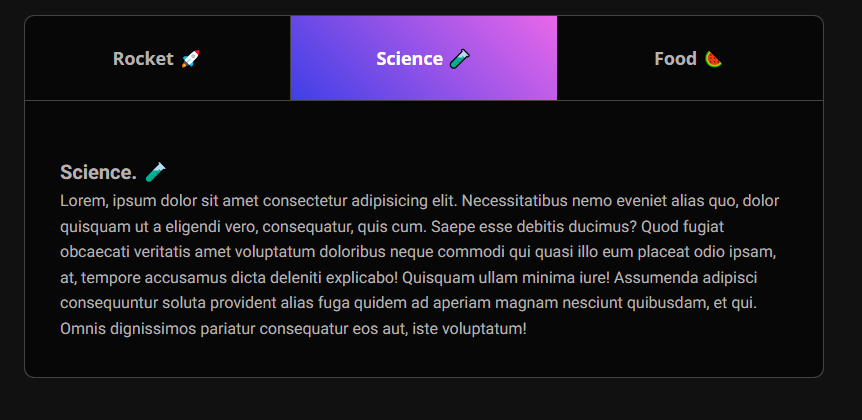 Rocket 🚀
Science 🧪
Food 🍉
Science. 🧪
Lorem, ipsum dolor sit amet consectetur adipisicing elit. Necessitatibus nemo eveniet alias quo, dolor
quisquam ut a eligendi vero, consequatur, quis cum. Saepe esse debitis ducimus? Quod fugiat
obcaecati veritatis amet voluptatum doloribus neque commodi qui quasi illo eum placeat odio ipsam,
at, tempore accusamus dicta deleniti explicabo! Quisquam ullam minima iure! Assumenda adipisci
consequuntur soluta provident alias fuga quidem ad aperiam magnam nesciunt quibusdam, et qui.
Omnis dignissimos pariatur consequatur eos aut, iste voluptatum!